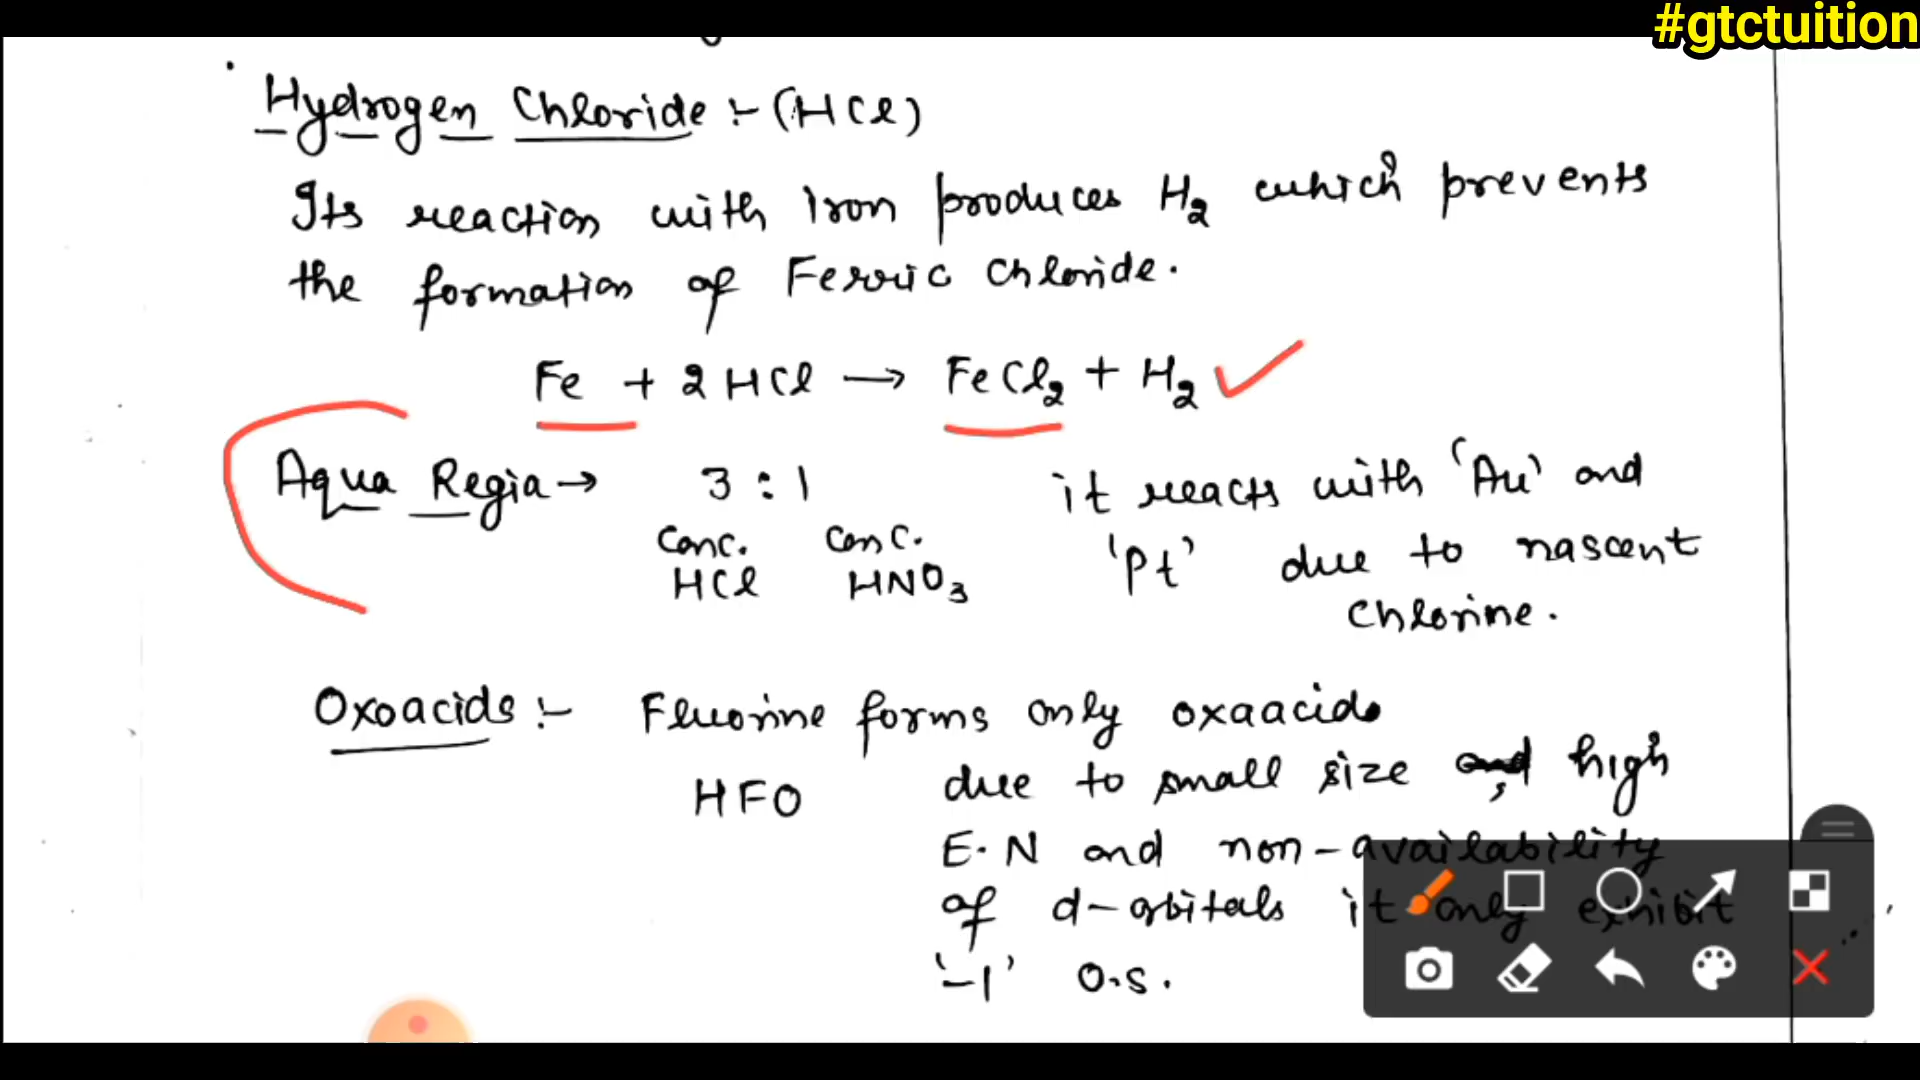 #gtctuition
Hydrogen Chloride :- (HCl)
Its reaction with Iron produces H₂ which prevents
the formation of Ferric chloride.
Fe + 2HCl → FeCl₂ + H₂ ✓
Aqua Regia → 3 : 1 it reacts with 'Au' and
Conc. HCl Conc. HNO₃ 'Pt' due to nascent
chlorine.
Oxoacids :- Fluorine forms only oxaacids
HFO due to small size, high
E.N and non-availability
of d-orbitals it only exhibit
'-1' O.S.